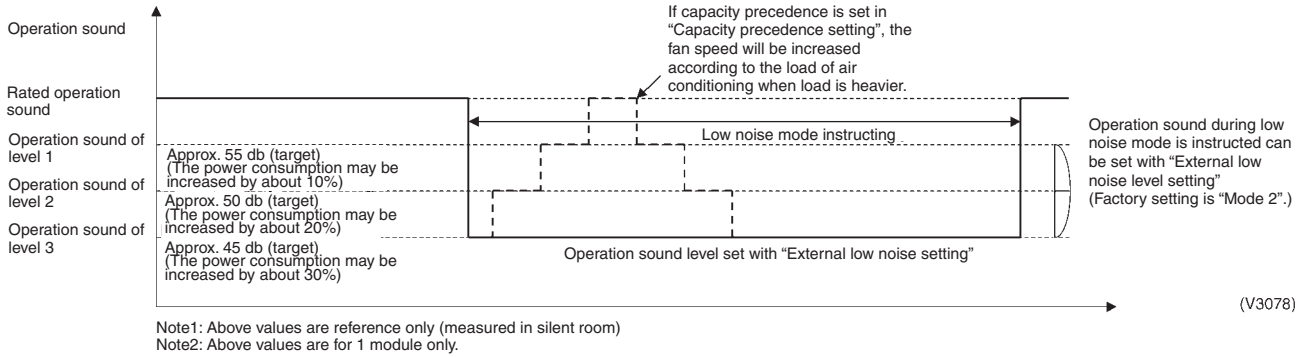 Operation sound
If capacity precedence is set in
“Capacity precedence setting”, the
fan speed will be increased
according to the load of air
conditioning when load is heavier.
Rated operation
sound
Low noise mode instructing
Operation sound of
level 1
Approx. 55 db (target)
(The power consumption may be
increased by about 10%)
Operation sound of
level 2
Approx. 50 db (target)
(The power consumption may be
increased by about 20%)
Operation sound of
level 3
Approx. 45 db (target)
(The power consumption may be
increased by about 30%)
Operation sound level set with “External low noise setting”
Operation sound during low
noise mode is instructed can
be set with “External low
noise level setting”
(Factory setting is “Mode 2”.)
(V3078)
Note1: Above values are reference only (measured in silent room)
Note2: Above values are for 1 module only.